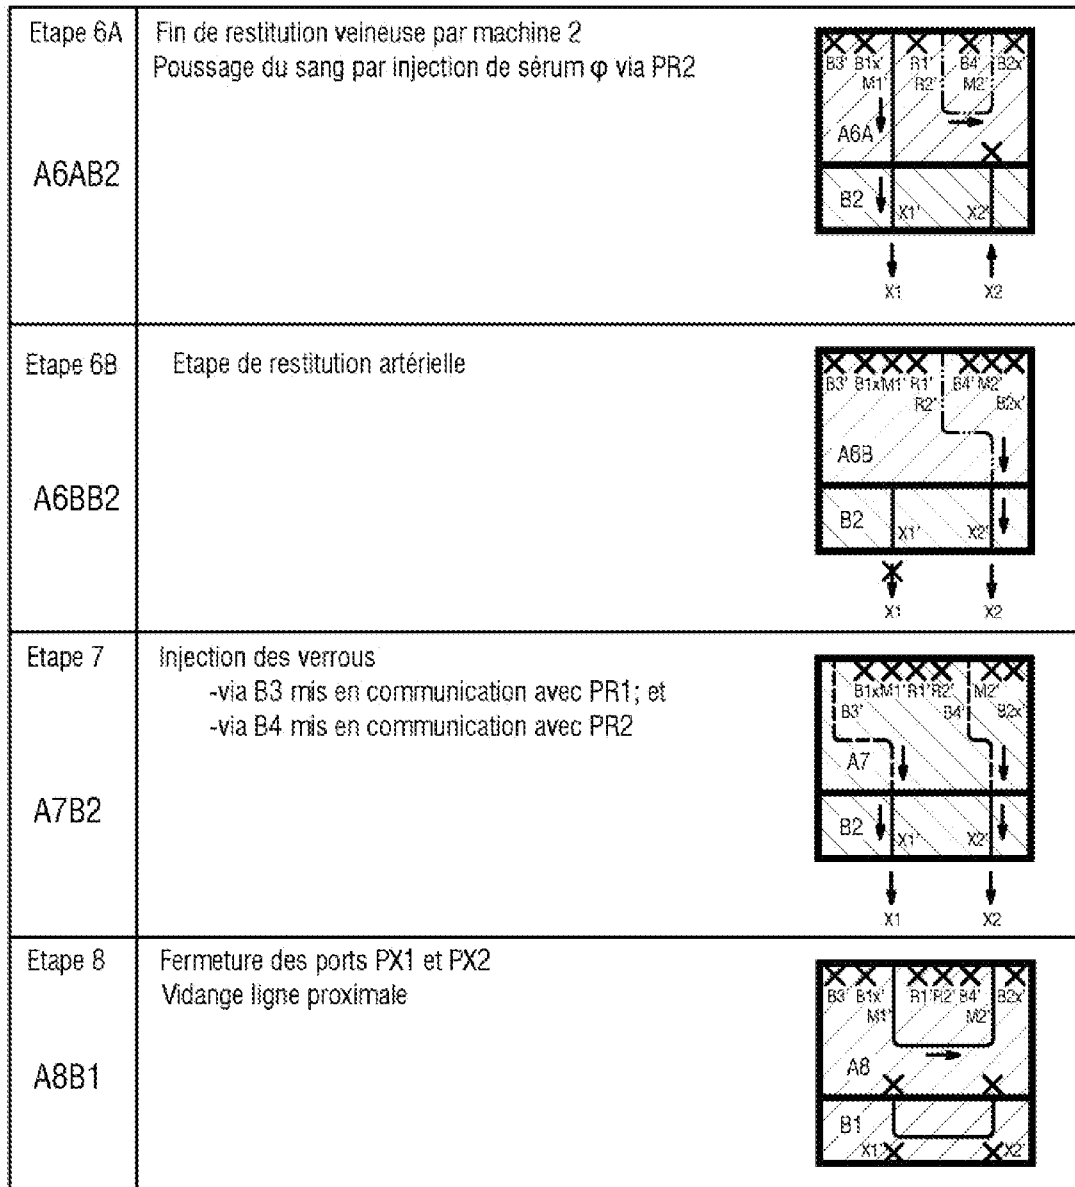 Etape 6A
Fin de restitution veineuse par machine 2
Poussage du sang par injection de sérum φ via PR2
A6AB2
B3' B1x' R1' B4' B2x'
M1' R2' M2'
A6A
B2 X1' X2'
X1 X2
Etape 6B
Etape de restitution artérielle
A6BB2
B3' B1xM1' R1' B4' M2'
R2' B2x'
A6B
B2 X1' X2'
X1 X2
Etape 7
Injection des verrous
-via B3 mis en communication avec PR1; et
-via B4 mis en communication avec PR2
A7B2
B1xM1'R1'R2' M2'
B3' B4' B2x'
A7
B2 X1' X2'
X1 X2
Etape 8
Fermeture des ports PX1 et PX2
Vidange ligne proximale
A8B1
B3' B1x' R1'R2' B4' B2x'
M1' M2'
A8
B1
X1' X2'